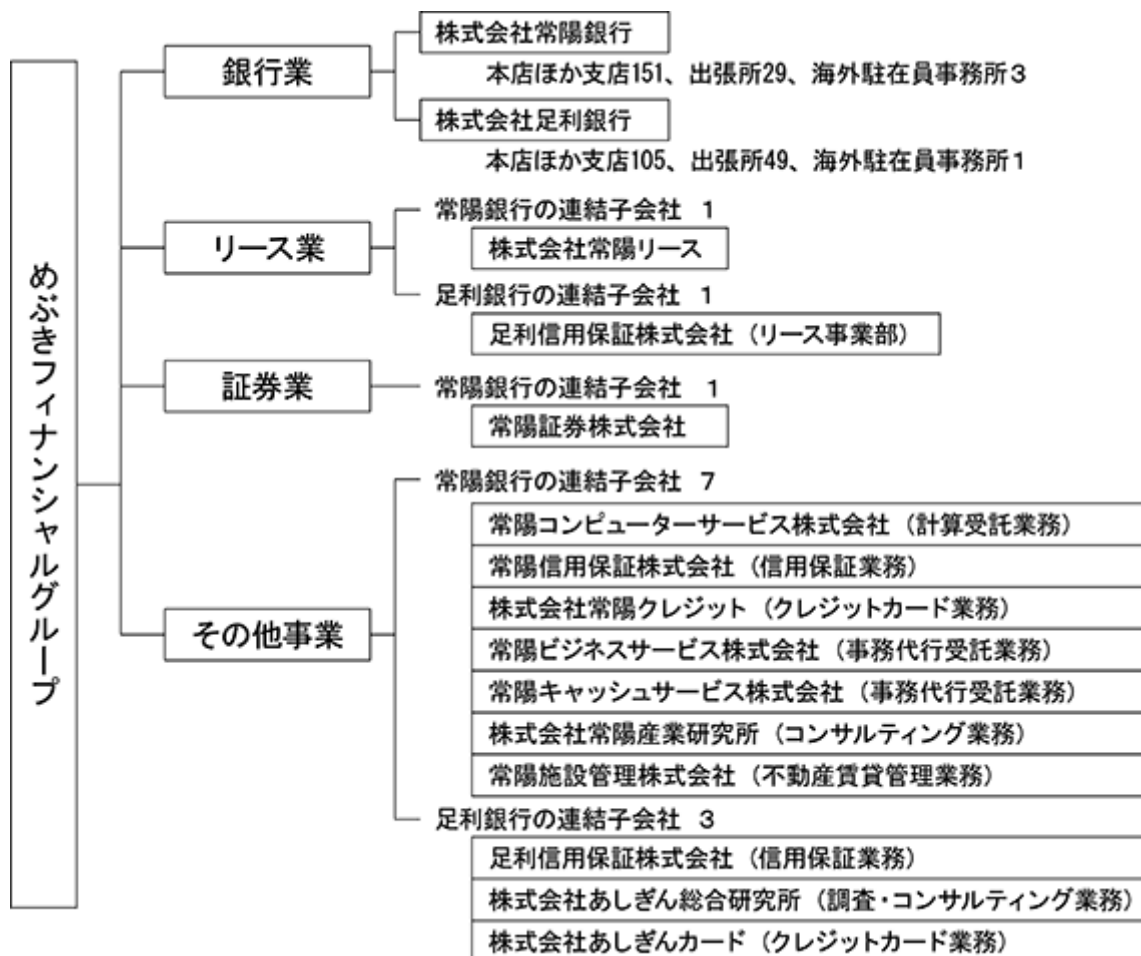 めぶきフィナンシャルグループ
銀行業
株式会社常陽銀行
本店ほか支店151、出張所29、海外駐在員事務所３
株式会社足利銀行
本店ほか支店105、出張所49、海外駐在員事務所１
リース業
常陽銀行の連結子会社　１
株式会社常陽リース
足利銀行の連結子会社　１
足利信用保証株式会社（リース事業部）
証券業
常陽銀行の連結子会社　１
常陽証券株式会社
その他事業
常陽銀行の連結子会社　７
常陽コンピューターサービス株式会社（計算受託業務）
常陽信用保証株式会社（信用保証業務）
株式会社常陽クレジット（クレジットカード業務）
常陽ビジネスサービス株式会社（事務代行受託業務）
常陽キャッシュサービス株式会社（事務代行受託業務）
株式会社常陽産業研究所（コンサルティング業務）
常陽施設管理株式会社（不動産賃貸管理業務）
足利銀行の連結子会社　３
足利信用保証株式会社（信用保証業務）
株式会社あしぎん総合研究所（調査・コンサルティング業務）
株式会社あしぎんカード（クレジットカード業務）